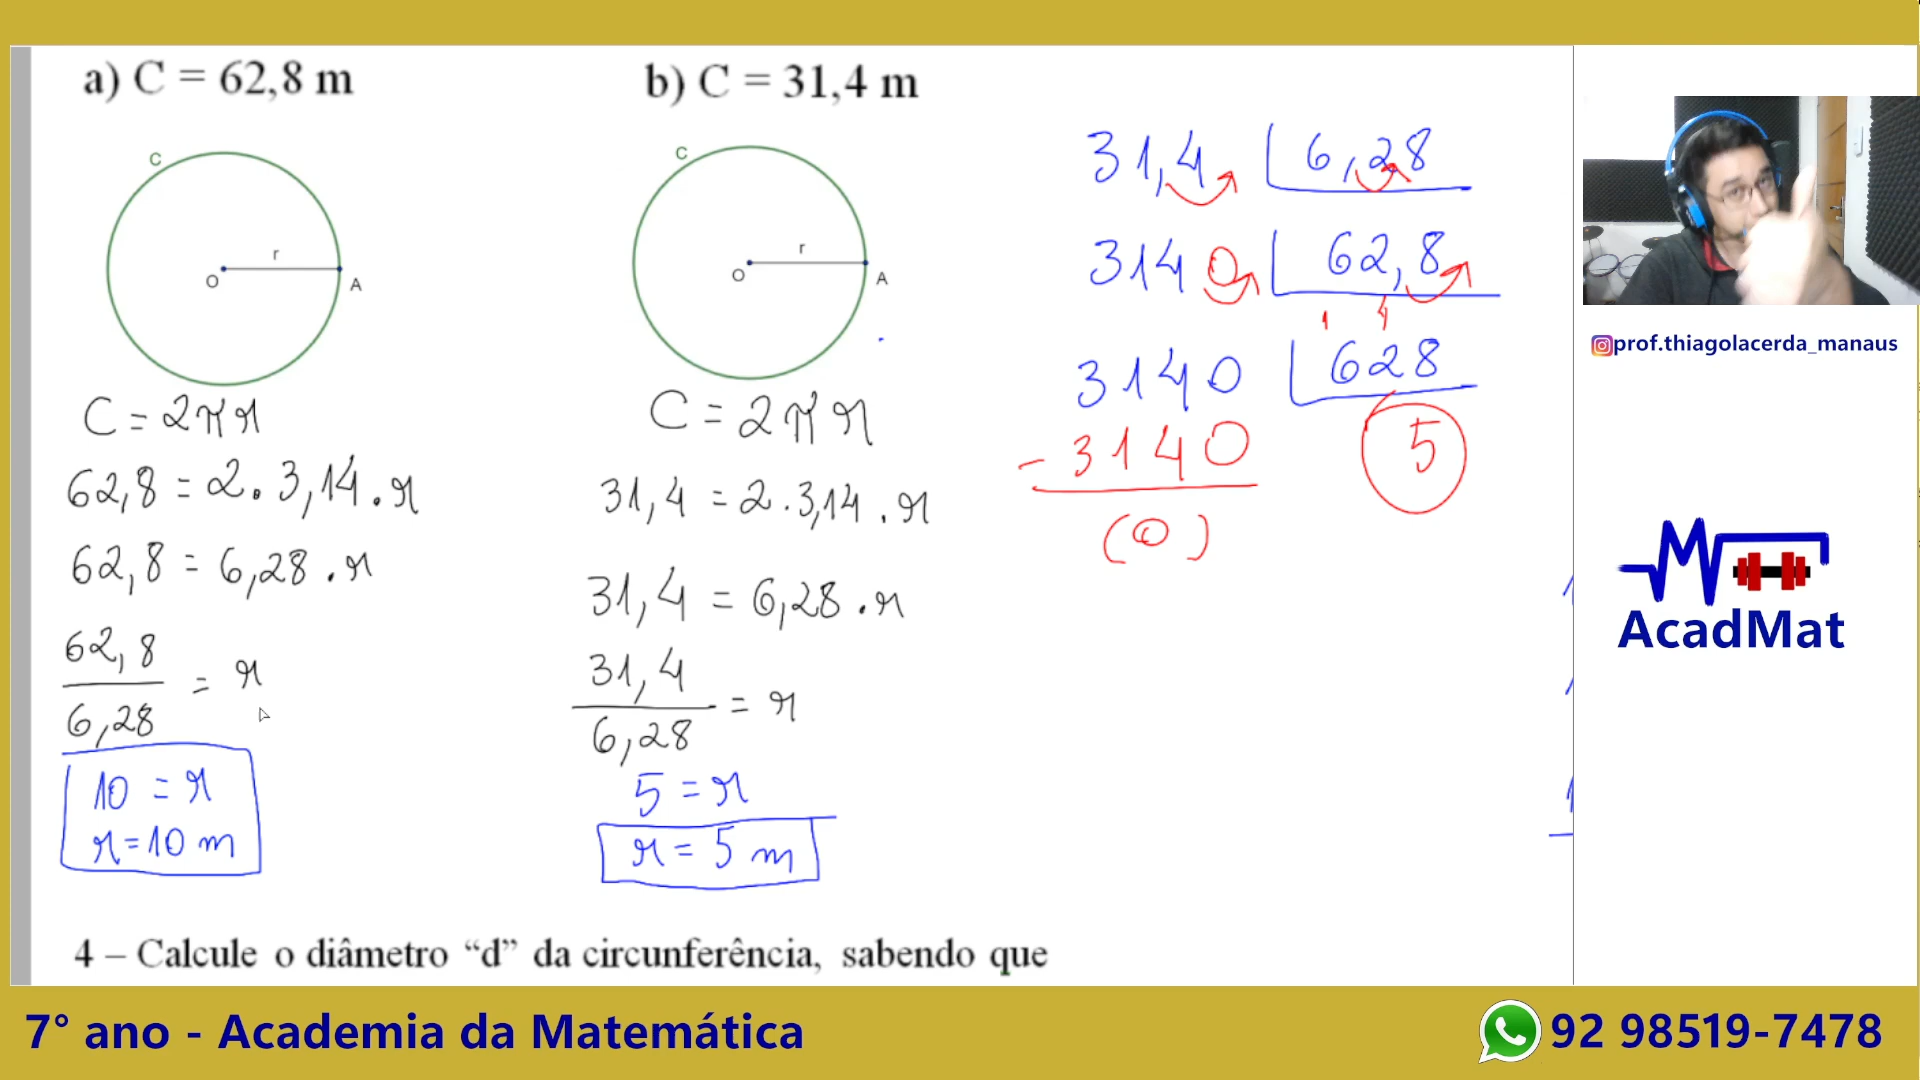 a) C = 62,8 m
C
r
O
A
C = 2πr
62,8 = 2 . 3,14 . r
62,8 = 6,28 . r
62,8
6,28
= r
10 = r
r = 10 m
b) C = 31,4 m
C
r
O
A
C = 2πr
31,4 = 2 . 3,14 . r
31,4 = 6,28 . r
31,4
6,28
= r
5 = r
r = 5 m
31,4 6,28
3140 62,8
1 4
3140 628
- 3140 5
(0)
4 – Calcule o diâmetro “d” da circunferência, sabendo que
prof.thiagolacerda_manaus
AcadMat
7° ano - Academia da Matemática
92 98519-7478